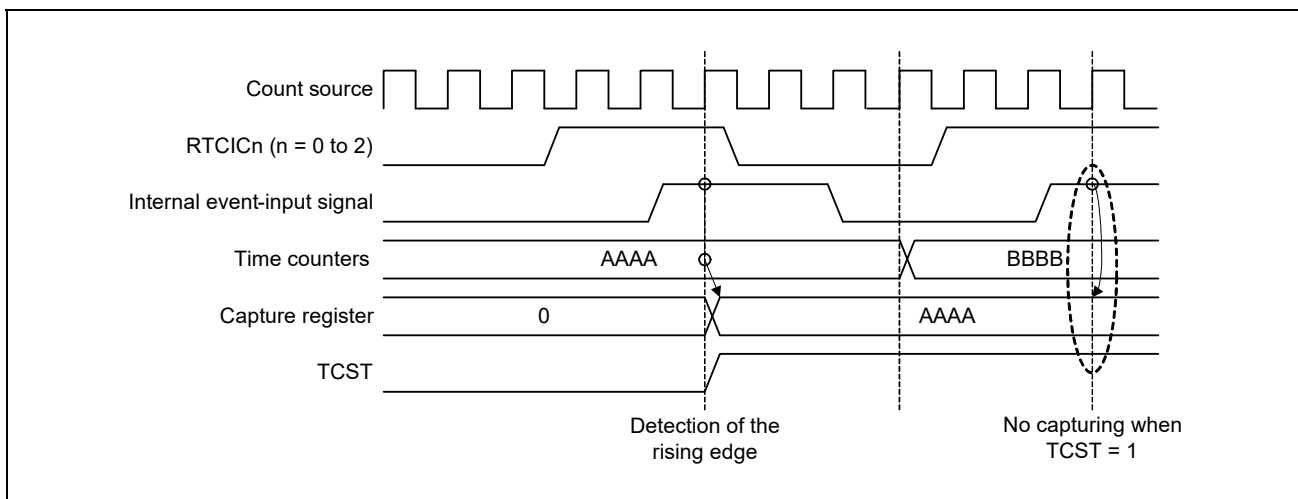 Count source
RTCICn (n = 0 to 2)
Internal event-input signal
Time counters
AAAA
BBBB
Capture register
0
AAAA
TCST
Detection of the
rising edge
No capturing when
TCST = 1